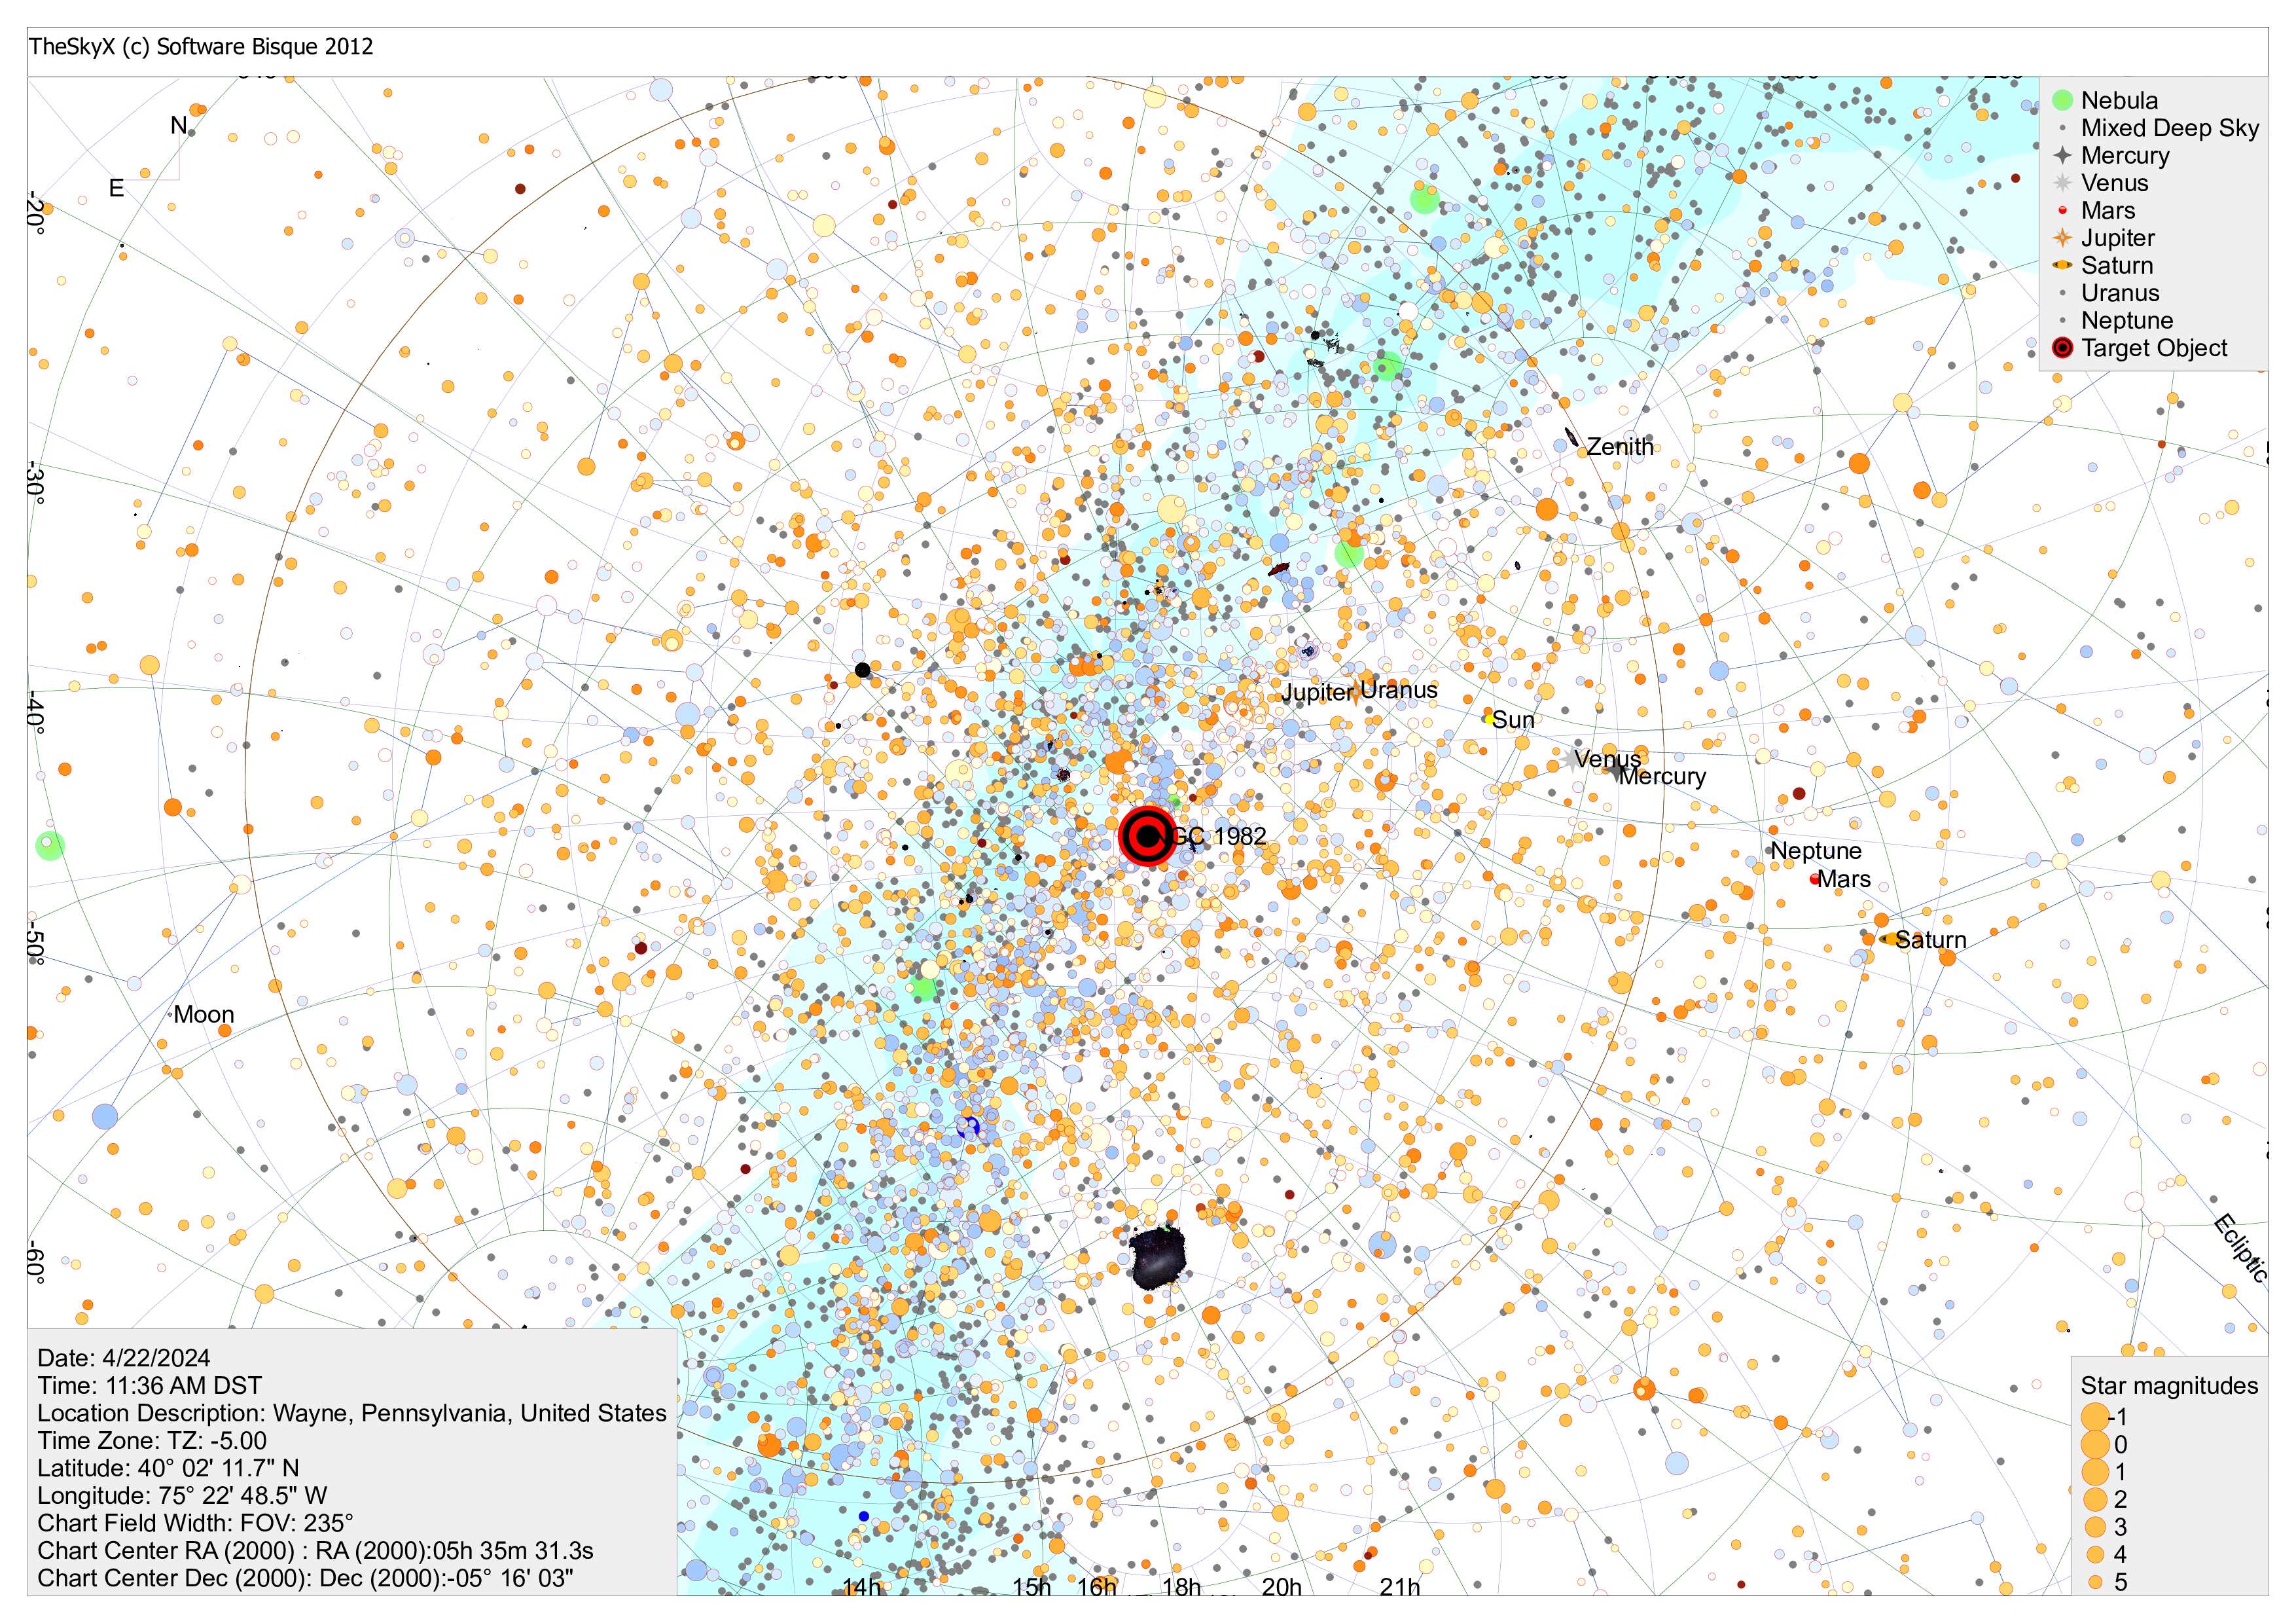 TheSkyX (c) Software Bisque 2012
N
E
Nebula
Mixed Deep Sky
Mercury
Venus
Mars
Jupiter
Saturn
Uranus
Neptune
Target Object
-20°
-30°
-40°
-50°
-60°
Zenith
Jupiter
Uranus
Sun
Venus
Mercury
GC 1982
Neptune
Mars
Saturn
Moon
Ecliptic
Date: 4/22/2024
Time: 11:36 AM DST
Location Description: Wayne, Pennsylvania, United States
Time Zone: TZ: -5.00
Latitude: 40° 02' 11.7" N
Longitude: 75° 22' 48.5" W
Chart Field Width: FOV: 235°
Chart Center RA (2000) : RA (2000):05h 35m 31.3s
Chart Center Dec (2000): Dec (2000):-05° 16' 03"
14h
15h
16h
18h
20h
21h
Star magnitudes
-1
0
1
2
3
4
5